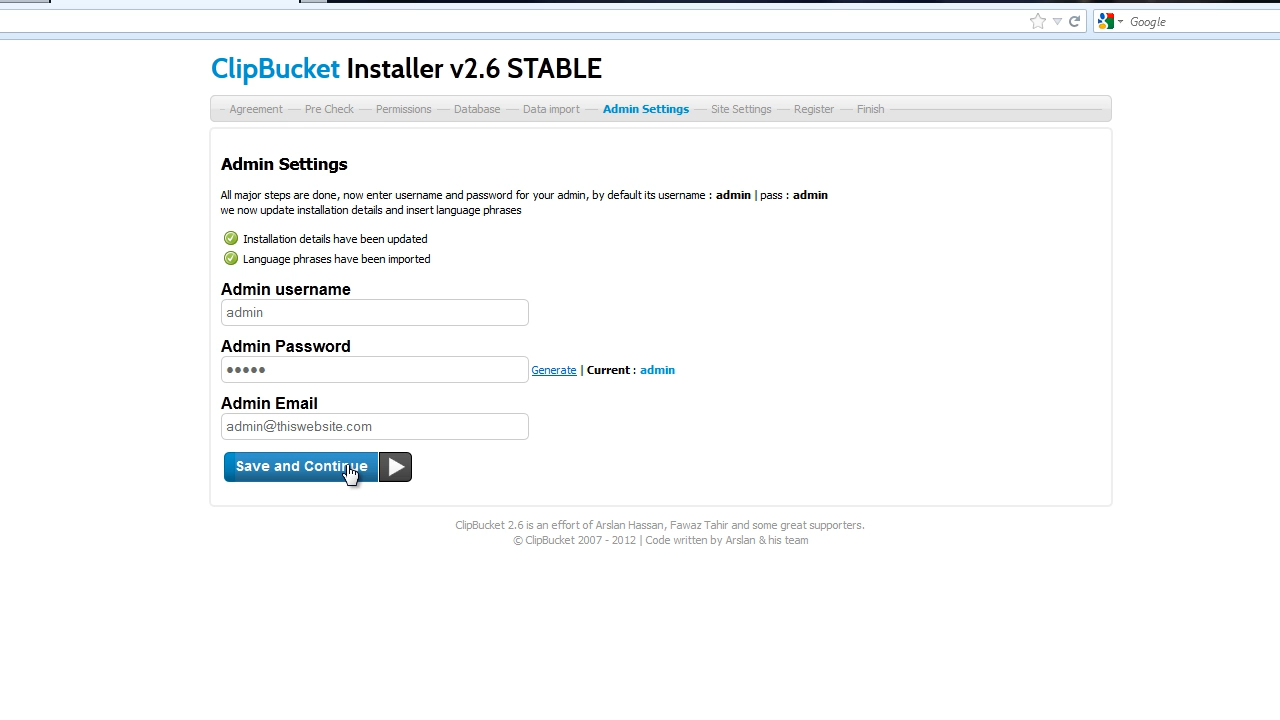 Google
ClipBucket Installer v2.6 STABLE
Agreement Pre Check Permissions Database Data import Admin Settings Site Settings Register Finish
Admin Settings
All major steps are done, now enter username and password for your admin, by default its username : admin | pass : admin
we now update installation details and insert language phrases
Installation details have been updated
Language phrases have been imported
Admin username
admin
Admin Password
●●●●● Generate | Current : admin
Admin Email
admin@thiswebsite.com
Save and Continue
ClipBucket 2.6 is an effort of Arslan Hassan, Fawaz Tahir and some great supporters.
© ClipBucket 2007 - 2012 | Code written by Arslan & his team